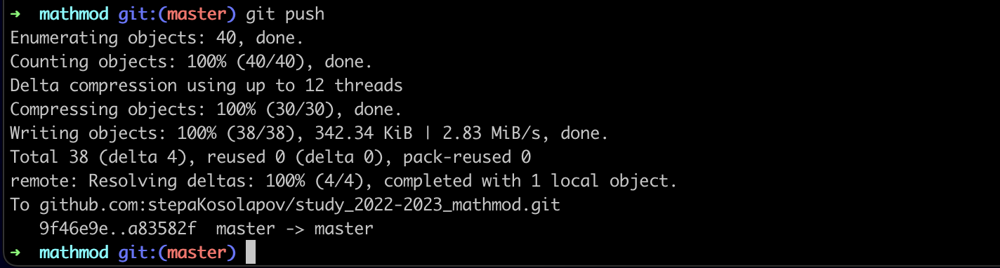 ➜  mathmod git:(master) git push
Enumerating objects: 40, done.
Counting objects: 100% (40/40), done.
Delta compression using up to 12 threads
Compressing objects: 100% (30/30), done.
Writing objects: 100% (38/38), 342.34 KiB | 2.83 MiB/s, done.
Total 38 (delta 4), reused 0 (delta 0), pack-reused 0
remote: Resolving deltas: 100% (4/4), completed with 1 local object.
To github.com:stepaKosolapov/study_2022-2023_mathmod.git
   9f46e9e..a83582f  master -> master
➜  mathmod git:(master)